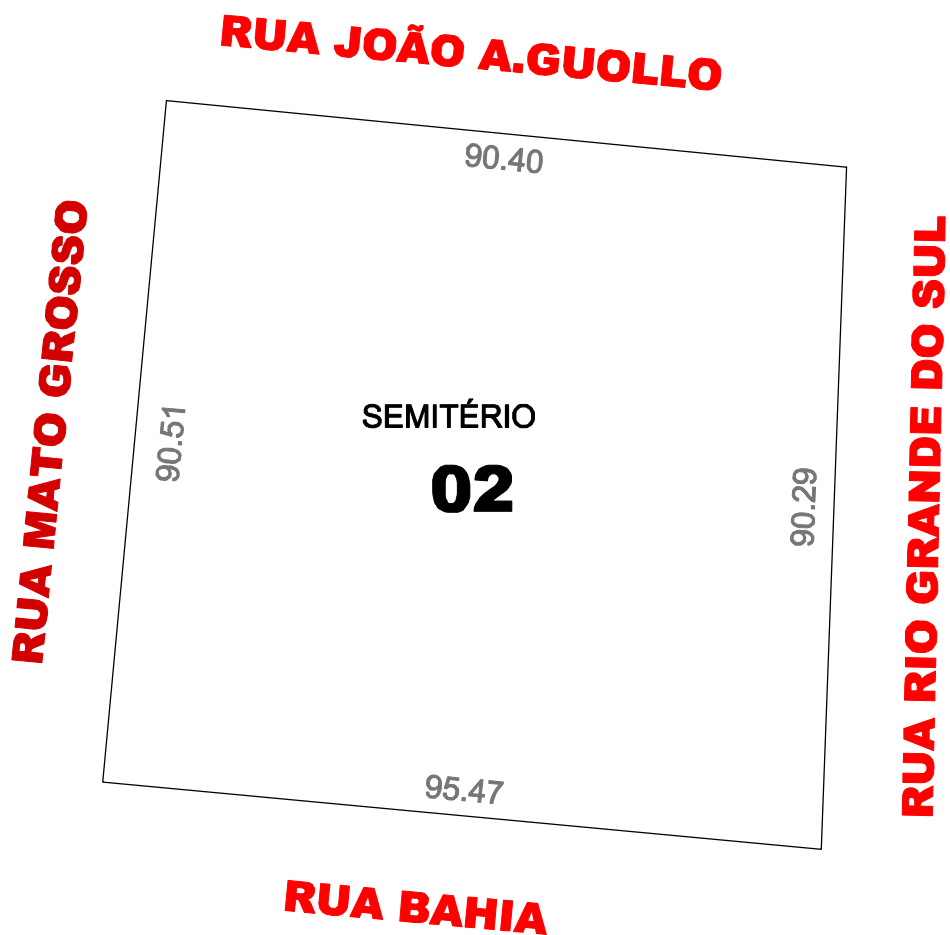 RUA JOÃO A.GUOLLO
90.40
RUA MATO GROSSO
90.51
SEMITÉRIO
02
90.29
RUA RIO GRANDE DO SUL
95.47
RUA BAHIA